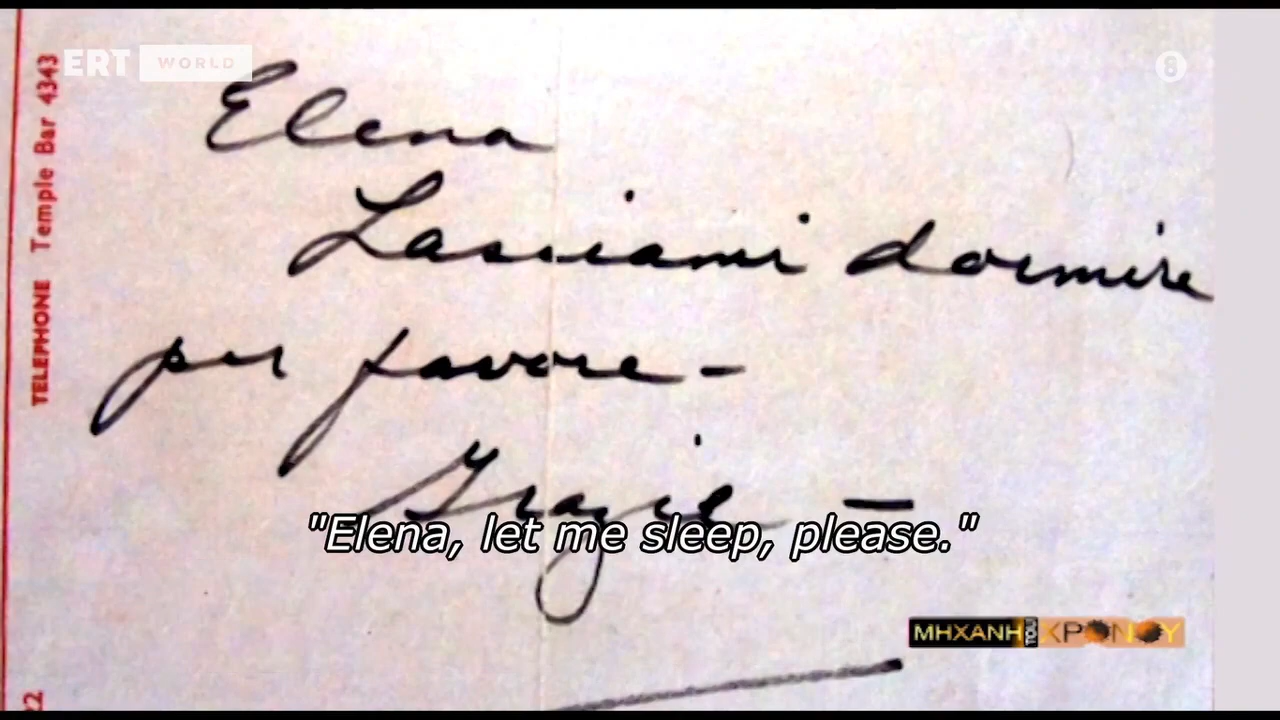 ERT WORLD
8
TELEPHONE Temple Bar 4343
Elena
Lasciami dormire
per favore -
Grazie -
"Elena, let me sleep, please."
ΜΗΧΑΝΗ ΤΟΥ ΧΡΟΝΟΥ
22